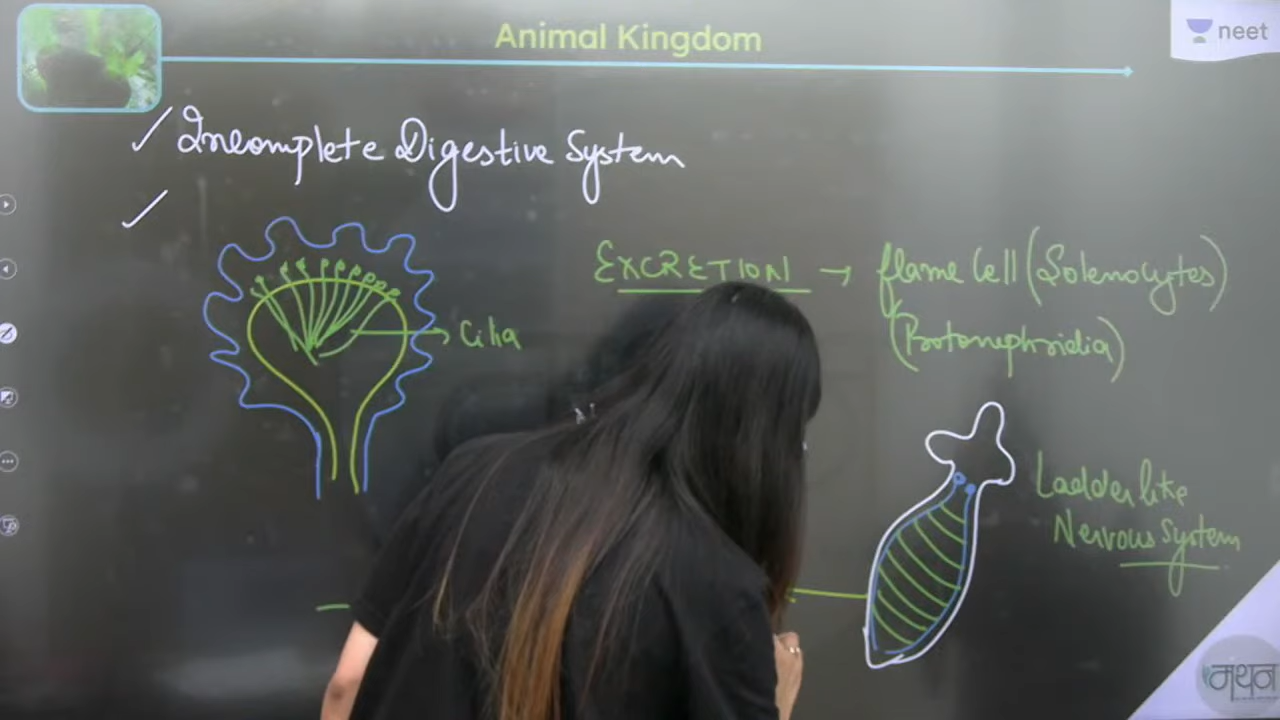 Animal Kingdom
neet
Incomplete Digestive System
EXCRETION → flame Cell (Solenocytes)
(Protonephridia)
Cilia
Ladder like
Nervous System
मंथन